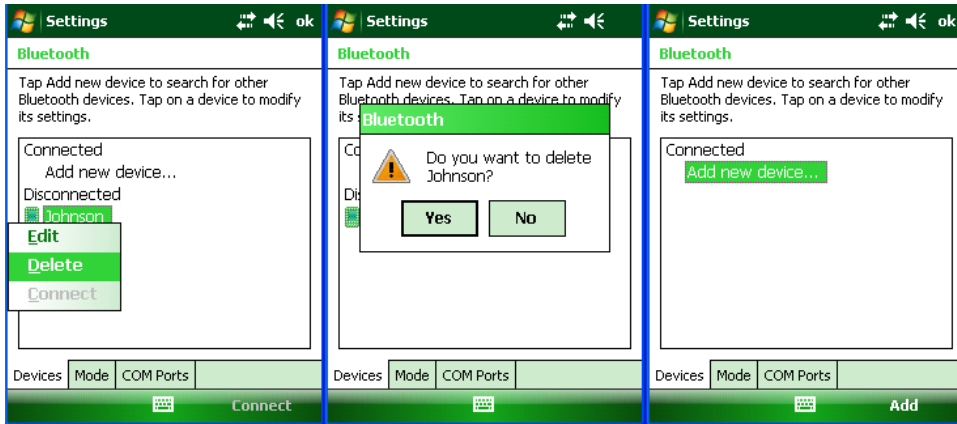 Settings ok
Bluetooth
Tap Add new device to search for other
Bluetooth devices. Tap on a device to modify
its settings.
Connected
Add new device...
Disconnected
Johnson
Edit
Delete
Connect
Devices Mode COM Ports
Connect
Settings
Bluetooth
Tap Add new device to search for other
Bluetooth devices. Tap on a device to modify
its
Bluetooth
Do you want to delete
Johnson?
Yes No
Devices Mode COM Ports
Settings ok
Bluetooth
Tap Add new device to search for other
Bluetooth devices. Tap on a device to modify
its settings.
Connected
Add new device...
Devices Mode COM Ports
Add